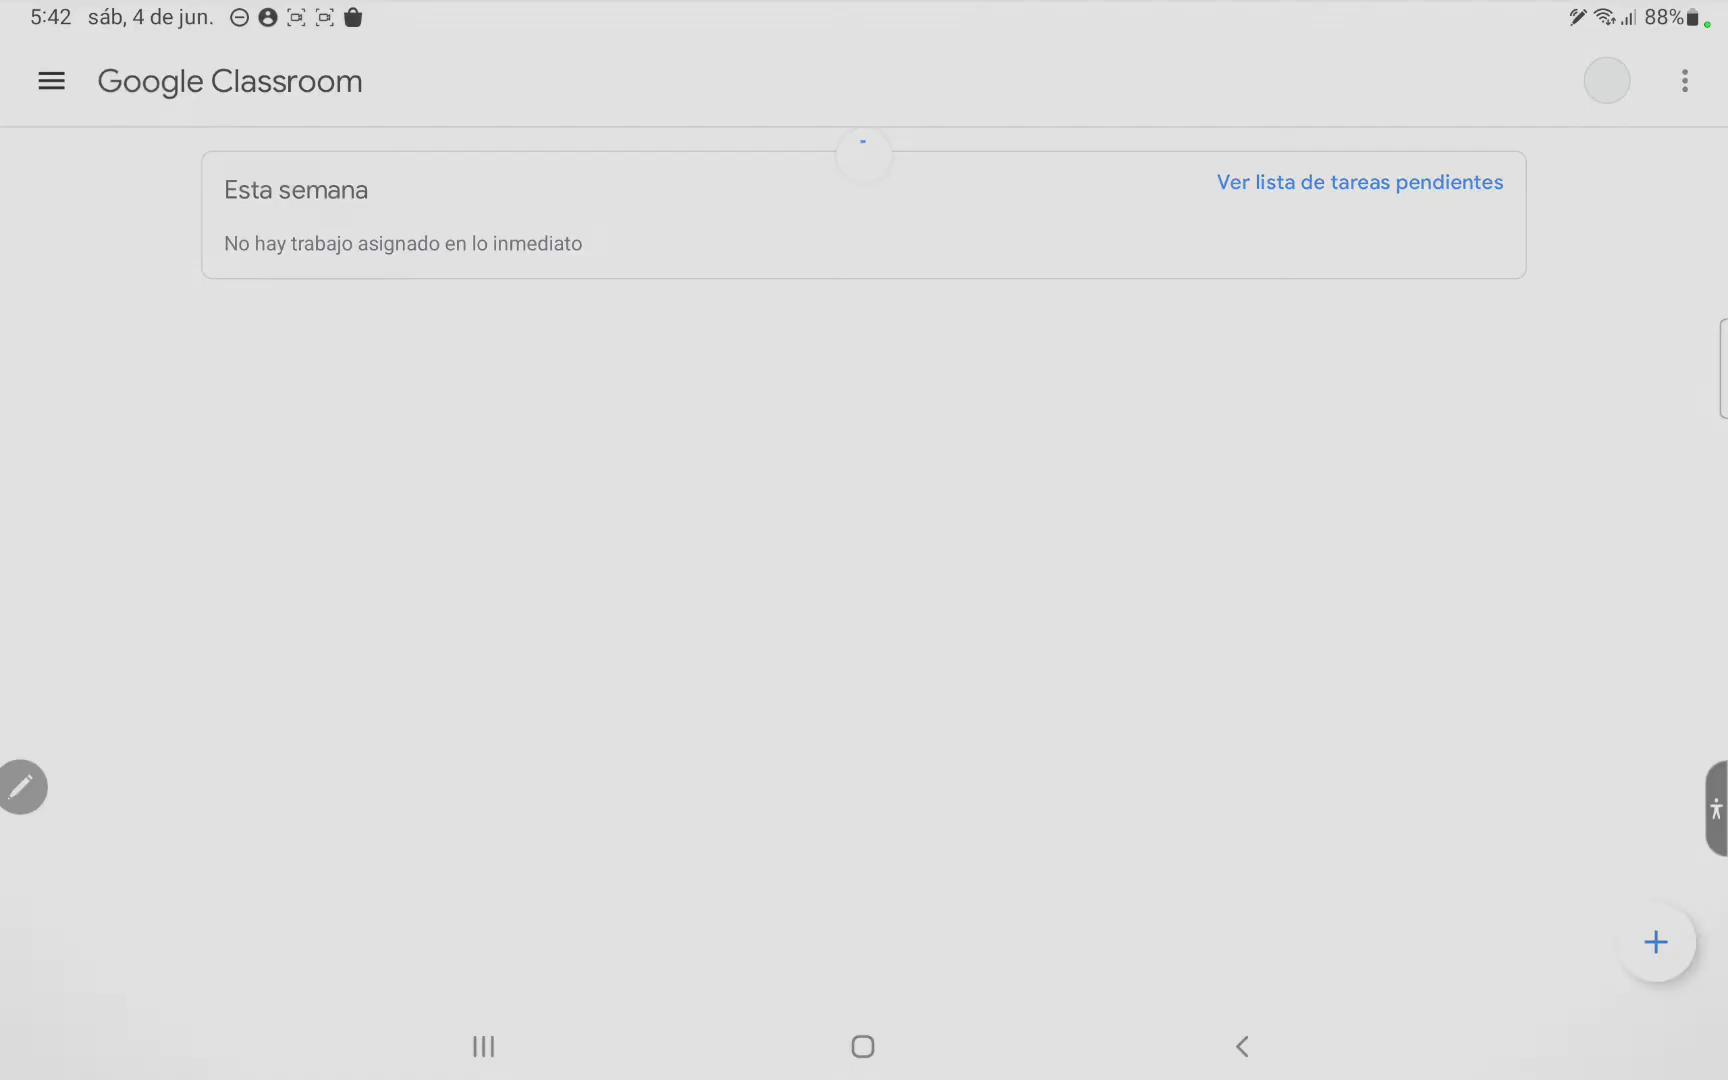 5:42 sáb, 4 de jun. 88%
Google Classroom
Esta semana
Ver lista de tareas pendientes
No hay trabajo asignado en lo inmediato